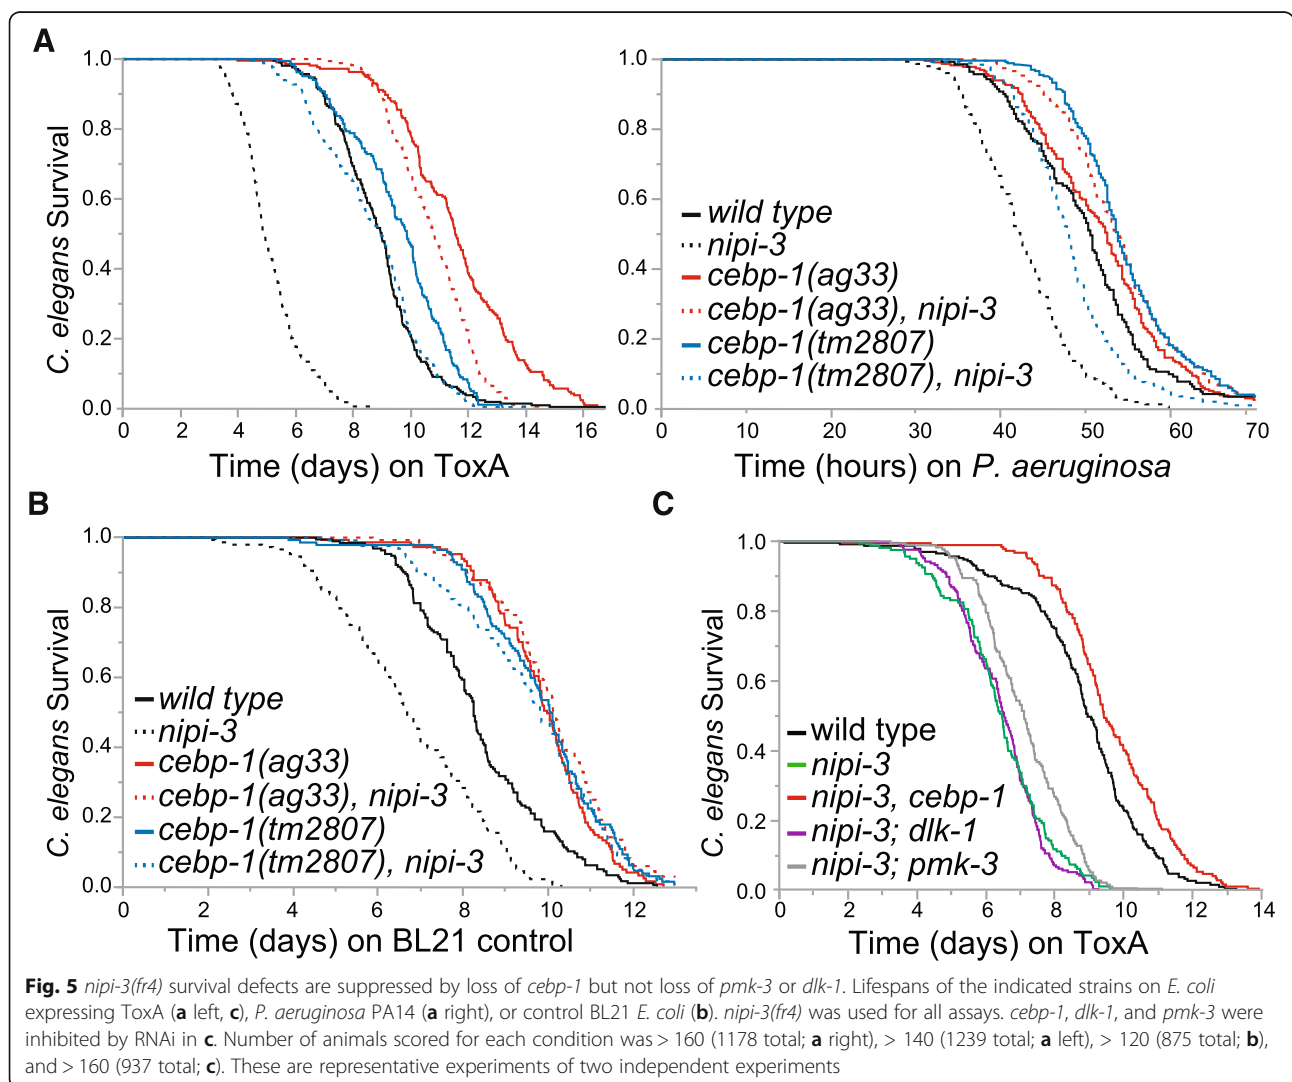 A
1.0
0.8
0.6
0.4
0.2
0.0
C. elegans Survival
0 2 4 6 8 10 12 14 16
Time (days) on ToxA
1.0
0.8
0.6
0.4
0.2
0.0
wild type
nipi-3
cebp-1(ag33)
cebp-1(ag33), nipi-3
cebp-1(tm2807)
cebp-1(tm2807), nipi-3
0 10 20 30 40 50 60 70
Time (hours) on P. aeruginosa
B
1.0
0.8
0.6
0.4
0.2
0.0
C. elegans Survival
wild type
nipi-3
cebp-1(ag33)
cebp-1(ag33), nipi-3
cebp-1(tm2807)
cebp-1(tm2807), nipi-3
0 2 4 6 8 10 12
Time (days) on BL21 control
C
1.0
0.8
0.6
0.4
0.2
0.0
C. elegans Survival
wild type
nipi-3
nipi-3, cebp-1
nipi-3; dlk-1
nipi-3; pmk-3
0 2 4 6 8 10 12 14
Time (days) on ToxA
Fig. 5 nipi-3(fr4) survival defects are suppressed by loss of cebp-1 but not loss of pmk-3 or dlk-1. Lifespans of the indicated strains on E. coli
expressing ToxA (a left, c), P. aeruginosa PA14 (a right), or control BL21 E. coli (b). nipi-3(fr4) was used for all assays. cebp-1, dlk-1, and pmk-3 were
inhibited by RNAi in c. Number of animals scored for each condition was > 160 (1178 total; a right), > 140 (1239 total; a left), > 120 (875 total; b),
and > 160 (937 total; c). These are representative experiments of two independent experiments